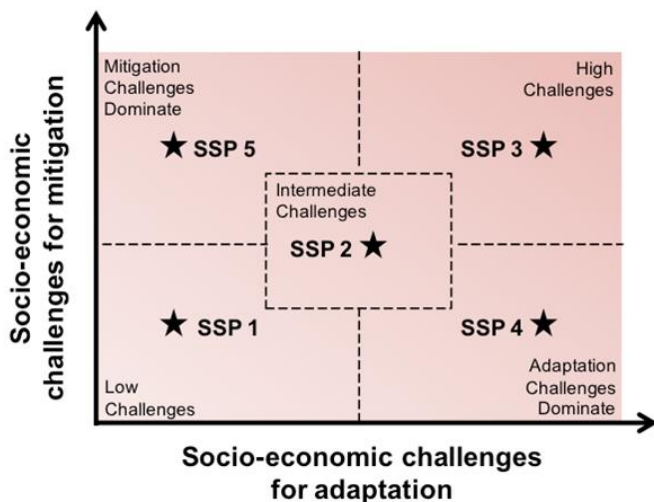 Socio-economic
challenges for mitigation
Mitigation
Challenges
Dominate
High
Challenges
SSP 5
SSP 3
Intermediate
Challenges
SSP 2
SSP 1
SSP 4
Low
Challenges
Adaptation
Challenges
Dominate
Socio-economic challenges
for adaptation